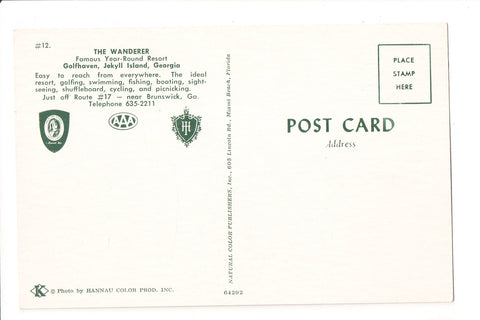 #12.
THE WANDERER
Famous Year-Round Resort
Golfhaven, Jekyll Island, Georgia
Easy to reach from everywhere. The ideal
resort, golfing, swimming, fishing, boating, sight-
seeing, shuffleboard, cycling, and picnicking.
Just off Route #17 — near Brunswick, Ga.
Telephone 635-2211
AAA
K © Photo by HANNAU COLOR PROD. INC.
NATURAL COLOR PUBLISHERS, Inc., 605 Lincoln Rd., Miami Beach, Florida
64292
PLACE
STAMP
HERE
POST CARD
Address